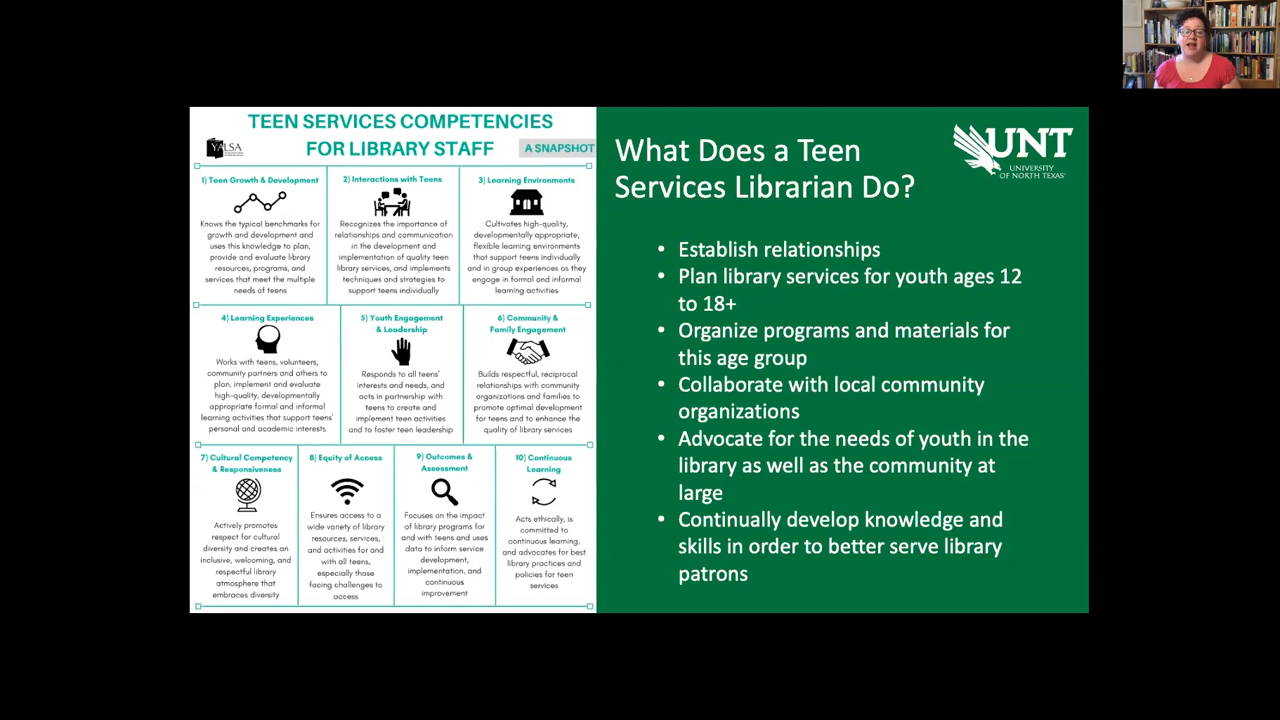 TEEN SERVICES COMPETENCIES
FOR LIBRARY STAFF
A SNAPSHOT
YALSA
1) Teen Growth & Development
Knows the typical benchmarks for
growth and development and
uses this knowledge to plan,
provide and evaluate library
resources, programs, and
services that meet the multiple
needs of teens
2) Interactions with Teens
Recognizes the importance of
relationships and communication
in the development and
implementation of quality teen
library services, and implements
techniques and strategies to
support teens individually
3) Learning Environments
Cultivates high-quality,
developmentally appropriate,
flexible learning environments
that support teens individually
and in group experiences as they
engage in formal and informal
learning activities
4) Learning Experiences
Works with teens, volunteers,
community partners and others to
plan, implement and evaluate
high-quality, developmentally
appropriate formal and informal
learning activities that support teens'
personal and academic interests
5) Youth Engagement
& Leadership
Responds to all teens'
interests and needs, and
acts in partnership with
teens to create and
implement teen activities
and to foster teen leadership
6) Community &
Family Engagement
Builds respectful, reciprocal
relationships with community
organizations and families to
promote optimal development
for teens and to enhance the
quality of library services
7) Cultural Competency
& Responsiveness
Actively promotes
respect for cultural
diversity and creates an
inclusive, welcoming, and
respectful library
atmosphere that
embraces diversity
8) Equity of Access
Ensures access to a
wide variety of library
resources, services,
and activities for and
with all teens,
especially those
facing challenges to
access
9) Outcomes &
Assessment
Focuses on the impact
of library programs for
and with teens and uses
data to inform service
development,
implementation, and
continuous
improvement
10) Continuous
Learning
Acts ethically, is
committed to
continuous learning,
and advocates for best
library practices and
policies for teen
services
What Does a Teen
Services Librarian Do?
UNT
UNIVERSITY
OF NORTH TEXAS
• Establish relationships
• Plan library services for youth ages 12
to 18+
• Organize programs and materials for
this age group
• Collaborate with local community
organizations
• Advocate for the needs of youth in the
library as well as the community at
large
• Continually develop knowledge and
skills in order to better serve library
patrons